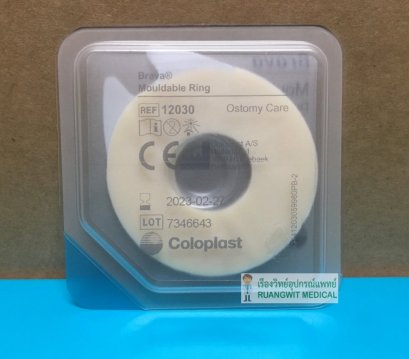 Brava®
Mouldable Ring
REF 12030
Ostomy Care
CE
A/S
2023-02-27
LOT 7346643
Coloplast
เรืองวิทย์อุปกรณ์แพทย์
RUANGWIT MEDICAL